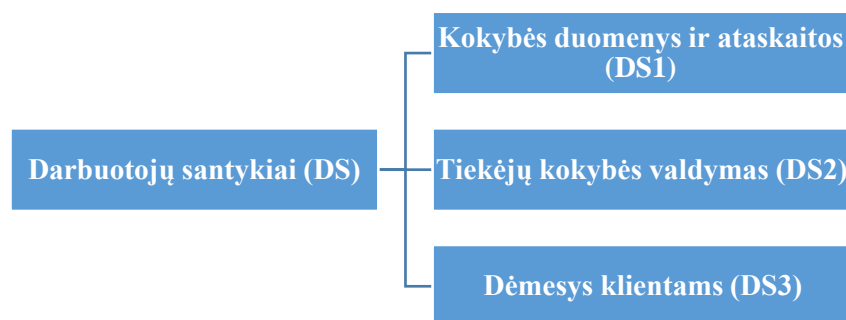 Kokybės duomenys ir ataskaitos
(DS1)
Darbuotojų santykiai (DS)
Tiekėjų kokybės valdymas (DS2)
Dėmesys klientams (DS3)